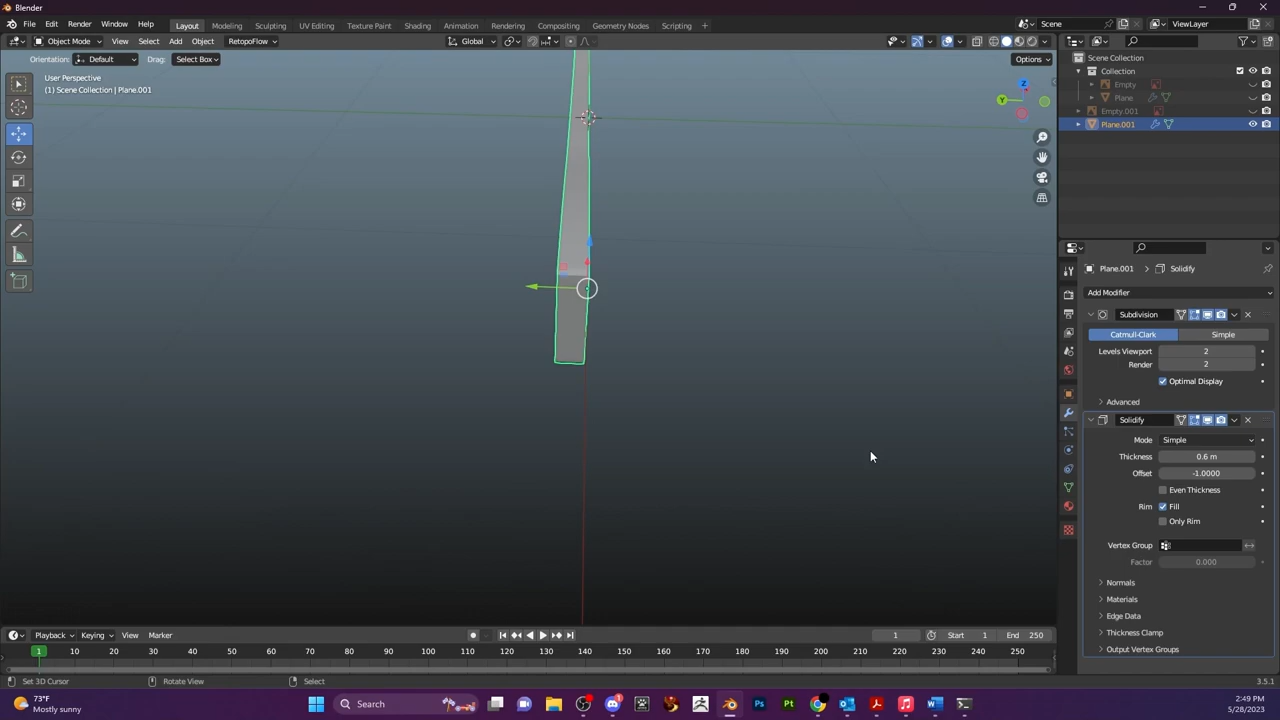 Blender
File Edit Render Window Help Layout Modeling Sculpting UV Editing Texture Paint Shading Animation Rendering Compositing Geometry Nodes Scripting + Scene ViewLayer
Object Mode View Select Add Object RetopoFlow Global
Orientation: Default Drag: Select Box Options
User Perspective
(1) Scene Collection | Plane.001
Y
Z
Scene Collection
Collection
Empty
Plane
Empty.001
Plane.001
Plane.001 > Solidify
Add Modifier
Subdivision
Catmull-Clark Simple
Levels Viewport 2
Render 2
Optimal Display
Advanced
Solidify
Mode Simple
Thickness 0.6 m
Offset -1.0000
Even Thickness
Rim Fill
Only Rim
Vertex Group
Factor 0.000
Normals
Materials
Edge Data
Thickness Clamp
Output Vertex Groups
Playback Keying View Marker 1 Start 1 End 250
1 10 20 30 40 50 60 70 80 90 100 110 120 130 140 150 160 170 180 190 200 210 220 230 240 250
Set 3D Cursor Rotate View Select 3.5.1
73°F
Mostly sunny
Search
1
Ps
Pt
2:49 PM
5/28/2023